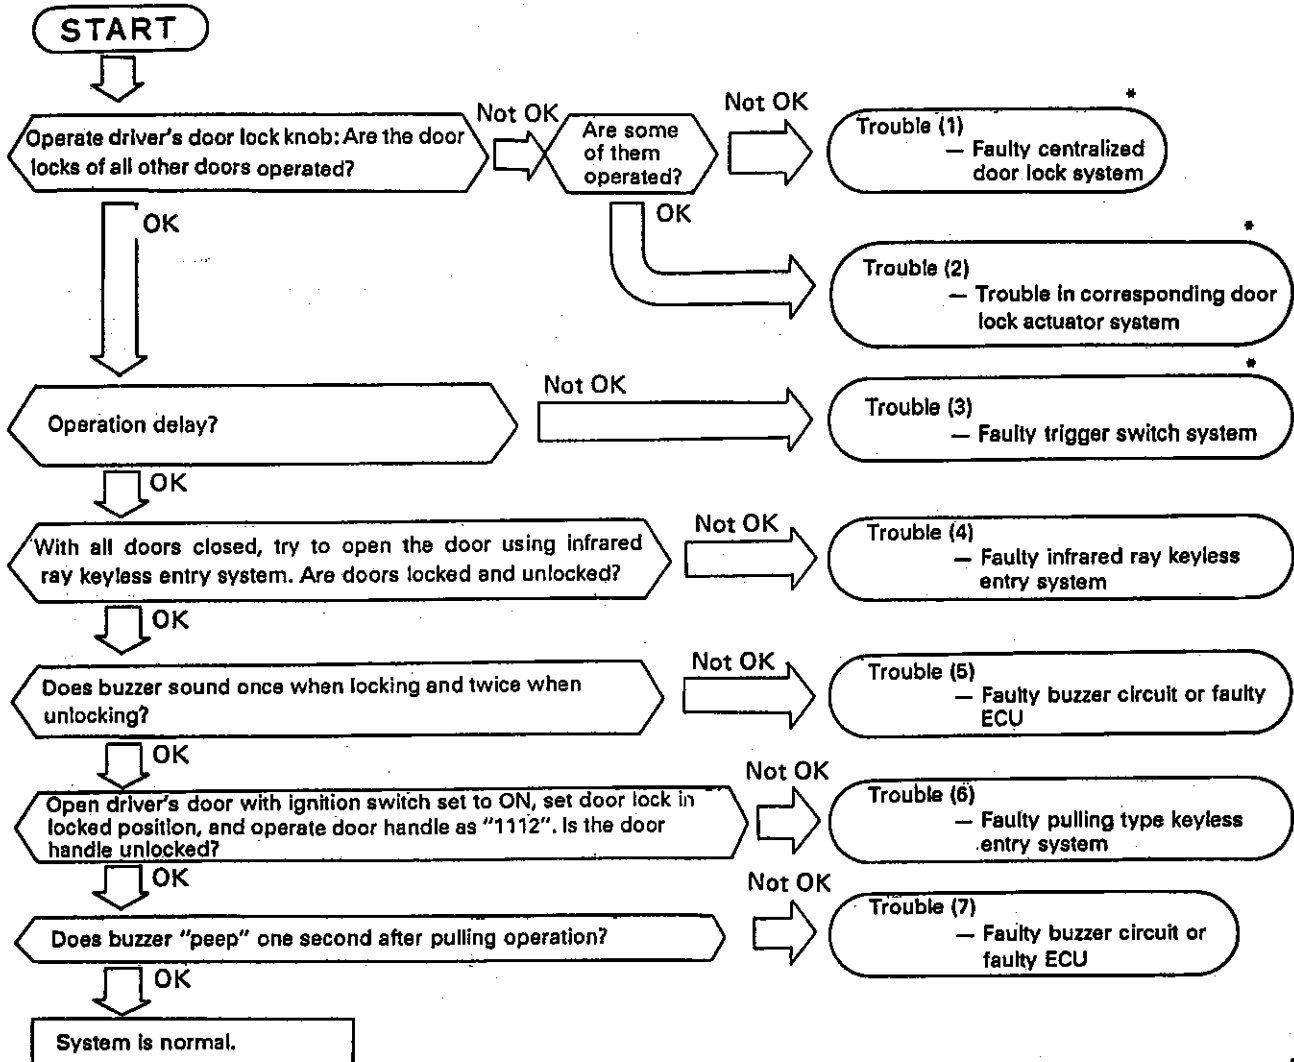 START
Not OK
Not OK
*
Operate driver's door lock knob: Are the door
locks of all other doors operated?
Are some
of them
operated?
Trouble (1)
— Faulty centralized
door lock system
OK
OK
*
Trouble (2)
— Trouble in corresponding door
lock actuator system
*
Not OK
Operation delay?
Trouble (3)
— Faulty trigger switch system
OK
Not OK
With all doors closed, try to open the door using infrared
ray keyless entry system. Are doors locked and unlocked?
Trouble (4)
— Faulty infrared ray keyless
entry system
OK
Not OK
Does buzzer sound once when locking and twice when
unlocking?
Trouble (5)
— Faulty buzzer circuit or faulty
ECU
OK
Not OK
Open driver's door with ignition switch set to ON, set door lock in
locked position, and operate door handle as "1112". Is the door
handle unlocked?
Trouble (6)
— Faulty pulling type keyless
entry system
OK
Not OK
Does buzzer "peep" one second after pulling operation?
Trouble (7)
— Faulty buzzer circuit or
faulty ECU
OK
System is normal.